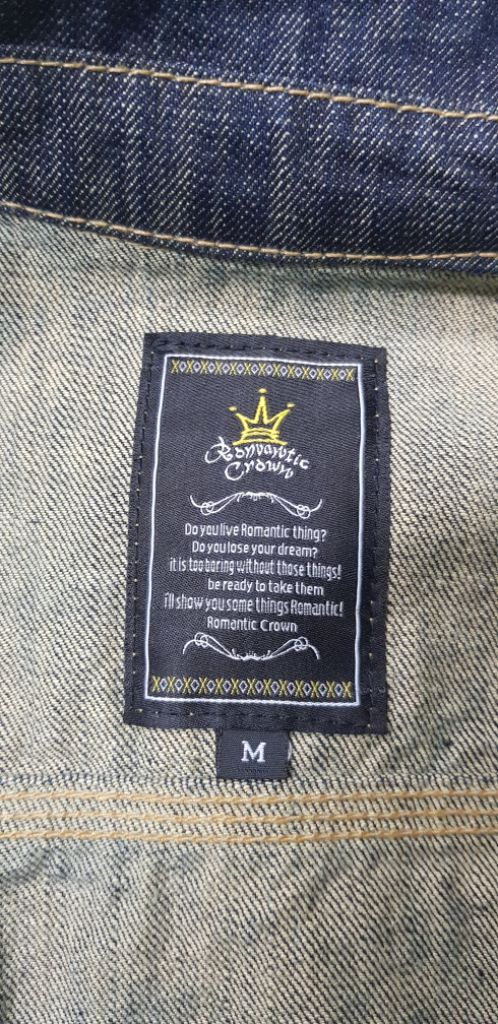 Romantic
Crown
Do you live Romantic thing?
Do you lose your dream?
it is too boring without those things!
be ready to take them
i'll show you some things Romantic!
Romantic Crown
M